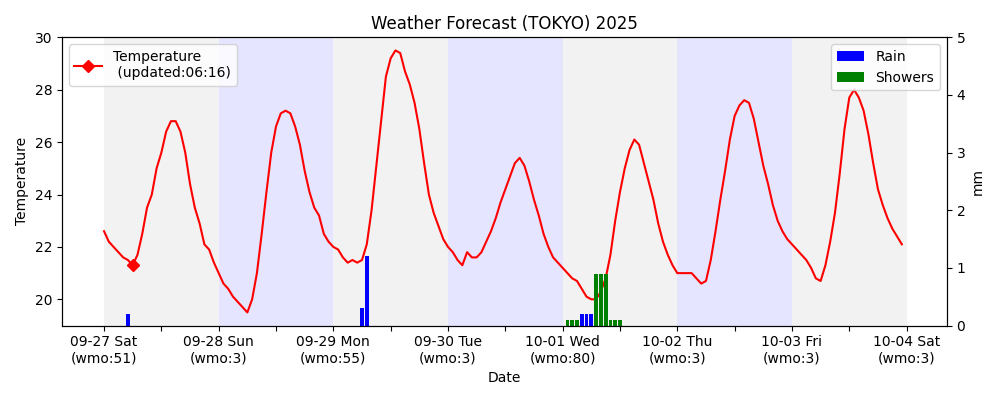 Weather Forecast (TOKYO) 2025
Temperature
(updated:06:16)
Rain
Showers
30
28
26
24
22
20
Temperature
5
4
3
2
1
0
mm
09-27 Sat
(wmo:51)
09-28 Sun
(wmo:3)
09-29 Mon
(wmo:55)
09-30 Tue
(wmo:3)
10-01 Wed
(wmo:80)
10-02 Thu
(wmo:3)
10-03 Fri
(wmo:3)
10-04 Sat
(wmo:3)
Date